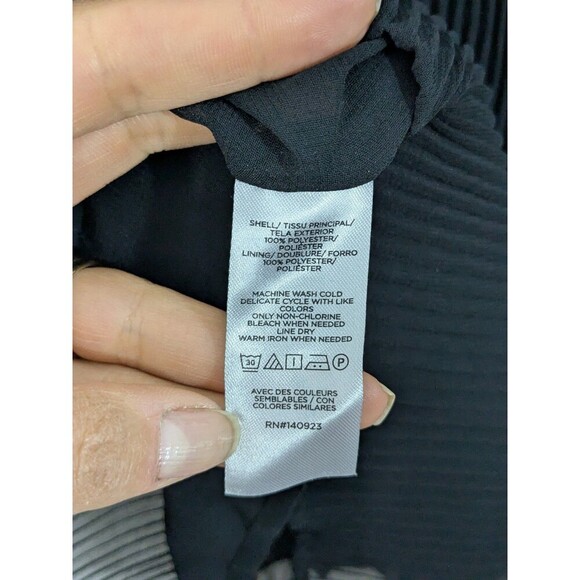 SHELL/ TISSU PRINCIPAL/
TELA EXTERIOR
100% POLYESTER/
POLIÉSTER
LINING/ DOUBLURE/ FORRO
100% POLYESTER/
POLIÉSTER
MACHINE WASH COLD
DELICATE CYCLE WITH LIKE
COLORS
ONLY NON-CHLORINE
BLEACH WHEN NEEDED
LINE DRY
WARM IRON WHEN NEEDED
30 P
AVEC DES COULEURS
SEMBLABLES / CON
COLORES SIMILARES
RN#140923